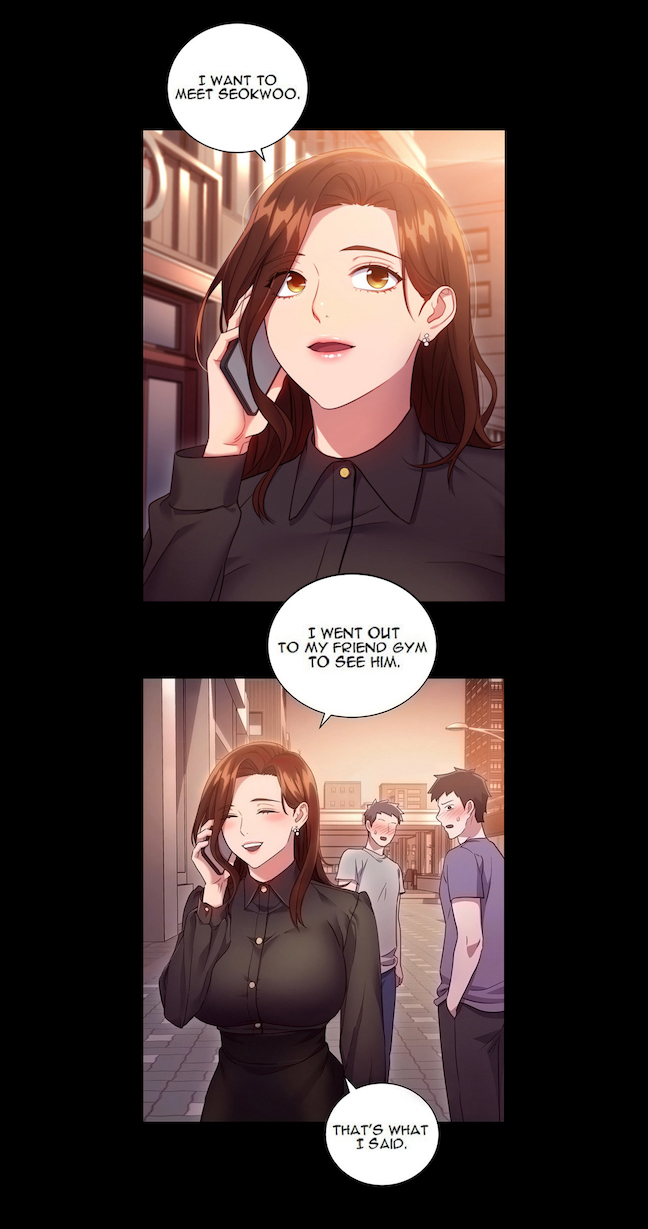 I WANT TO
MEET SEOKWOO.
I WENT OUT
TO MY FRIEND GYM
TO SEE HIM.
THAT'S WHAT
I SAID.